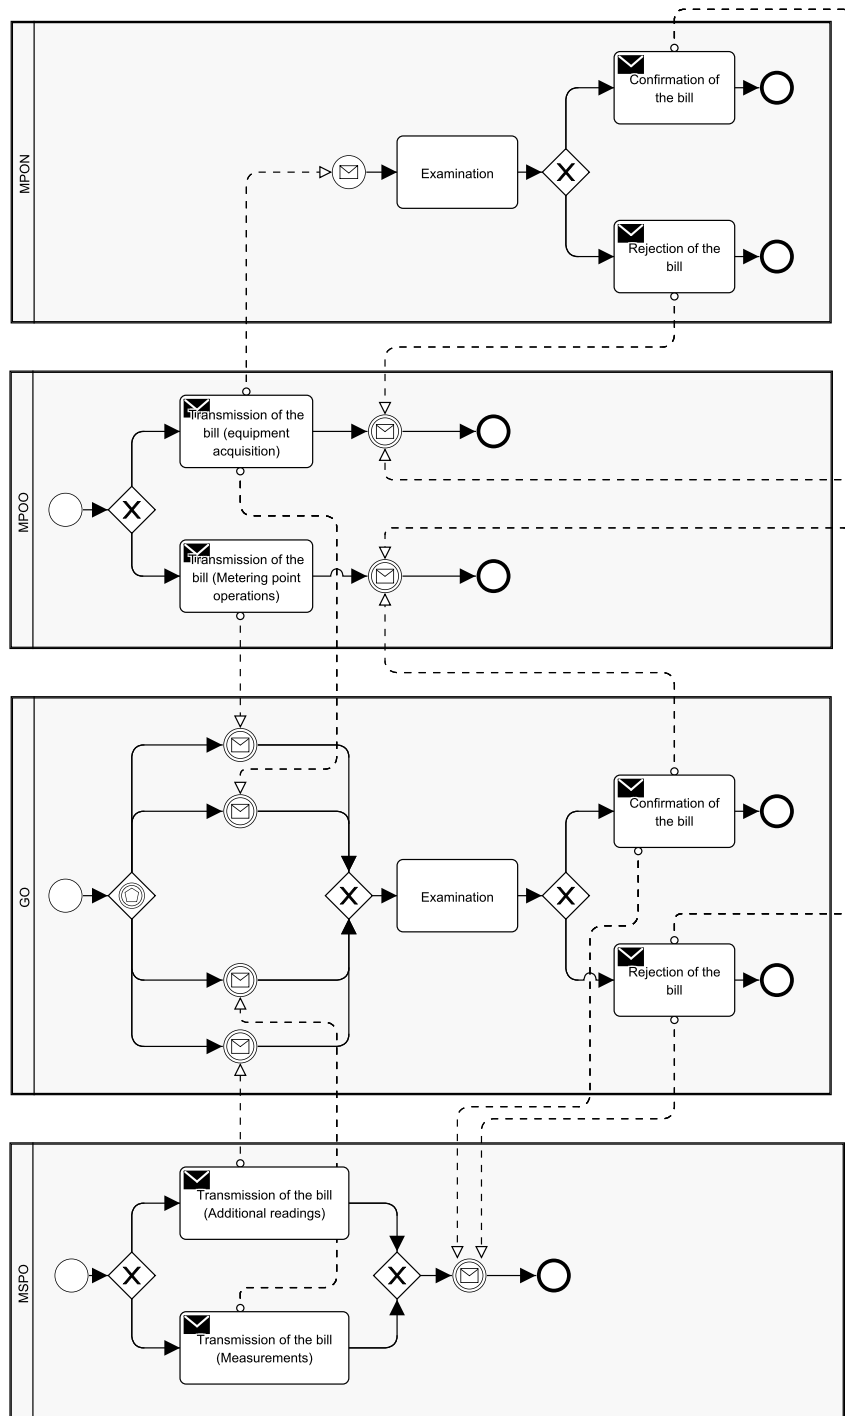 MPON
Confirmation of
the bill
Examination
Rejection of the
bill
MPOO
Transmission of the
bill (equipment
acquisition)
Transmission of the
bill (Metering point
operations)
GO
Confirmation of
the bill
Examination
Rejection of the
bill
MSPO
Transmission of the bill
(Additional readings)
Transmission of the bill
(Measurements)